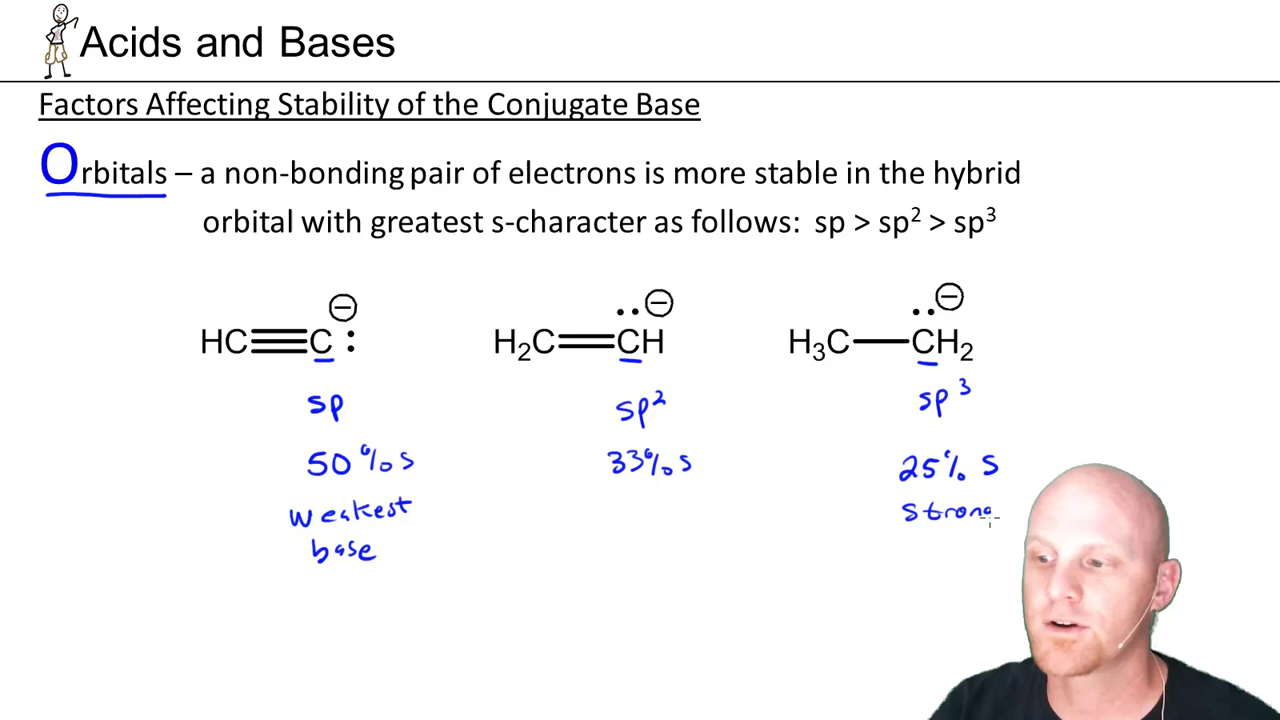 Acids and Bases
Factors Affecting Stability of the Conjugate Base
Orbitals – a non-bonding pair of electrons is more stable in the hybrid
orbital with greatest s-character as follows: sp > sp² > sp³
HC≡C:⊖ H₂C=C̈H⊖ H₃C—C̈H₂⊖
sp sp² sp³
50% s 33% s 25% s
weakest strong
base